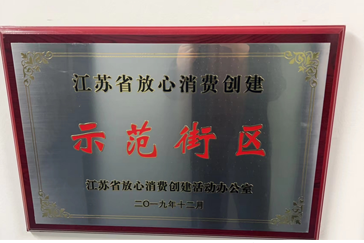 江苏省放心消费创建
示范街区
江苏省放心消费创建活动办公室
二〇一九年十二月